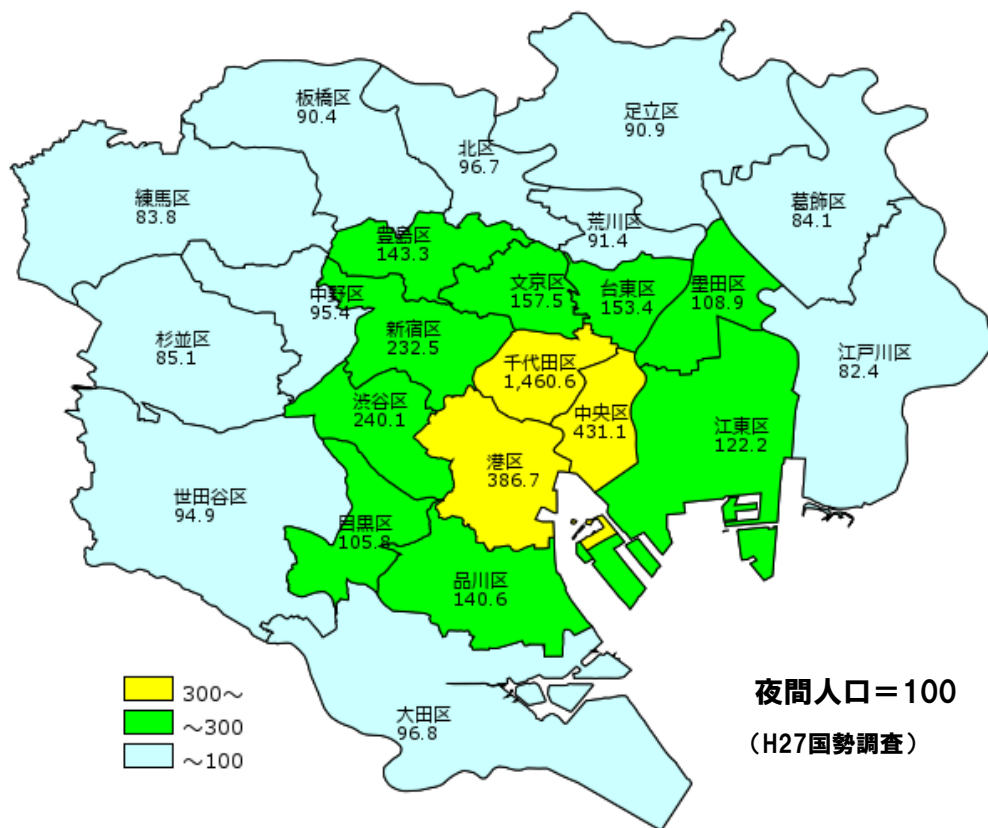 板橋区
90.4
足立区
90.9
北区
96.7
練馬区
83.8
葛飾区
84.1
荒川区
91.4
豊島区
143.3
文京区
157.5
台東区
153.4
墨田区
108.9
中野区
95.4
杉並区
85.1
新宿区
232.5
江戸川区
82.4
千代田区
1,460.6
渋谷区
240.1
中央区
431.1
江東区
122.2
港区
386.7
世田谷区
94.9
目黒区
105.8
品川区
140.6
大田区
96.8
300～
～300
～100
夜間人口＝100
（H27国勢調査）